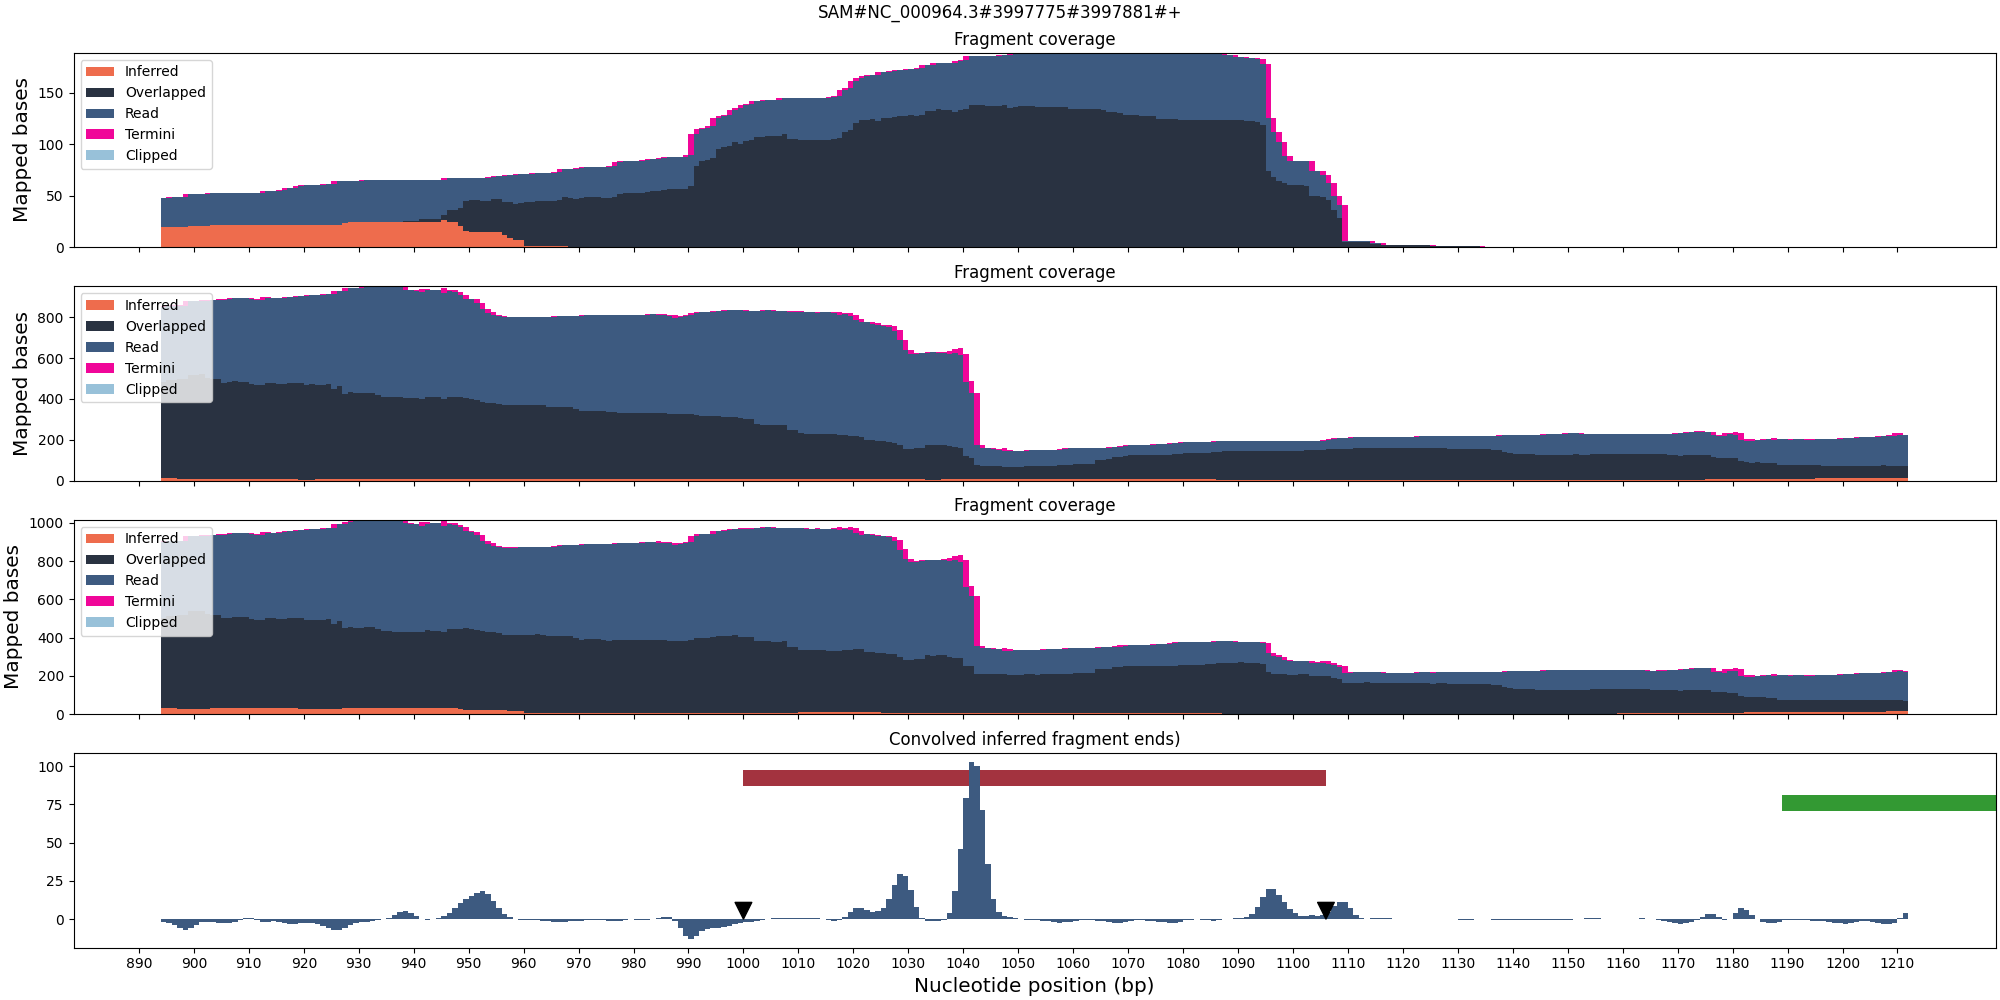 SAM#NC_000964.3#3997775#3997881#+
Fragment coverage
Mapped bases
150
100
50
0
Inferred
Overlapped
Read
Termini
Clipped
Fragment coverage
Mapped bases
800
600
400
200
0
Inferred
Overlapped
Read
Termini
Clipped
Fragment coverage
Mapped bases
1000
800
600
400
200
0
Inferred
Overlapped
Read
Termini
Clipped
Convolved inferred fragment ends)
100
75
50
25
0
890 900 910 920 930 940 950 960 970 980 990 1000 1010 1020 1030 1040 1050 1060 1070 1080 1090 1100 1110 1120 1130 1140 1150 1160 1170 1180 1190 1200 1210
Nucleotide position (bp)